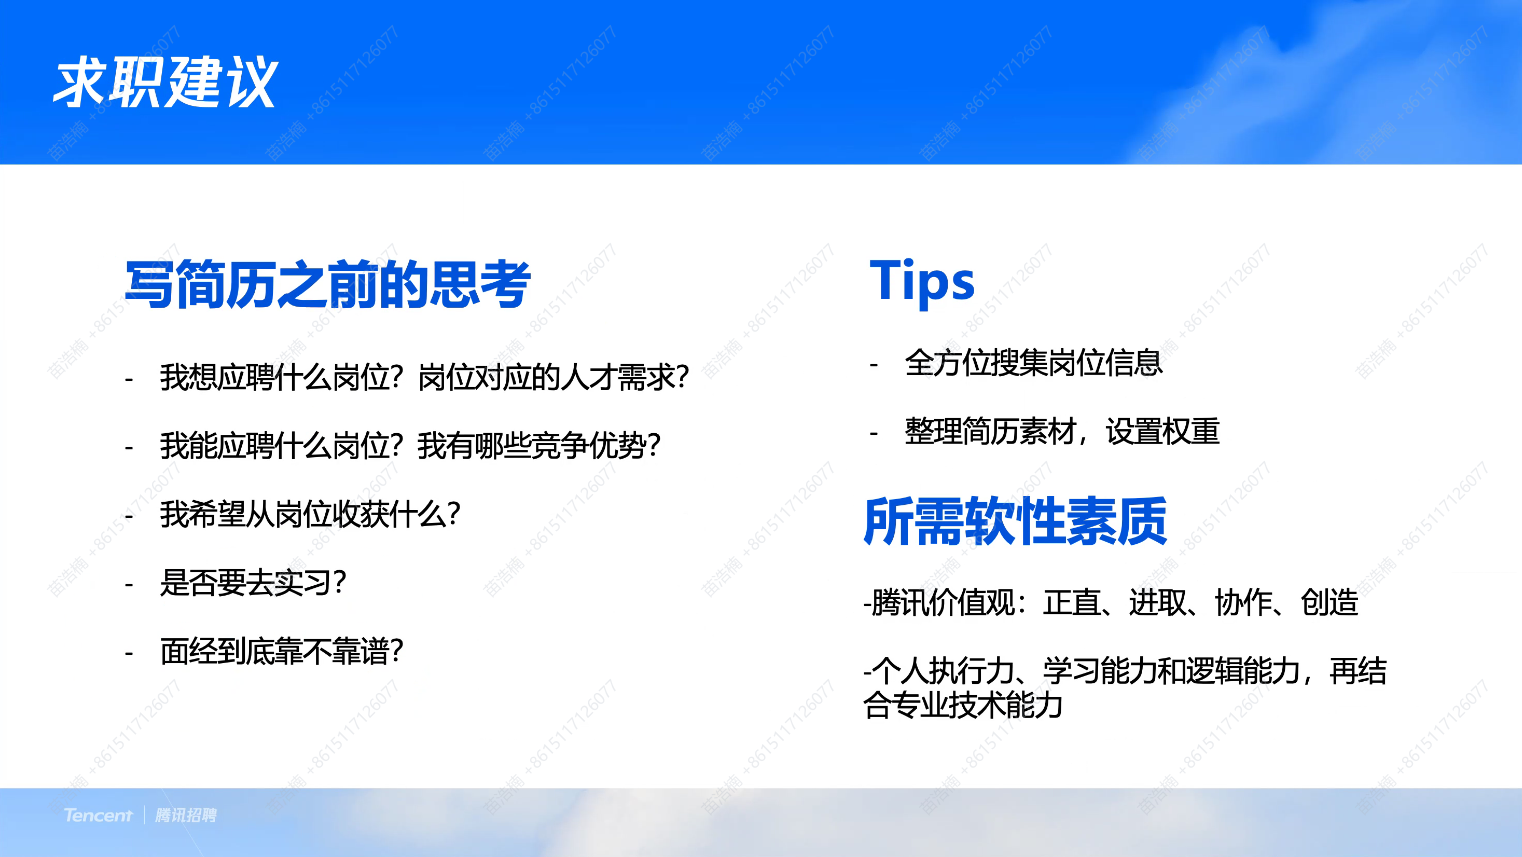 求职建议
写简历之前的思考
- 我想应聘什么岗位？岗位对应的人才需求？
- 我能应聘什么岗位？我有哪些竞争优势？
- 我希望从岗位收获什么？
- 是否要去实习？
- 面经到底靠不靠谱？
Tips
- 全方位搜集岗位信息
- 整理简历素材，设置权重
所需软性素质
-腾讯价值观：正直、进取、协作、创造
-个人执行力、学习能力和逻辑能力，再结
合专业技术能力
Tencent | 腾讯招聘
苗浩楠 +8615117126077